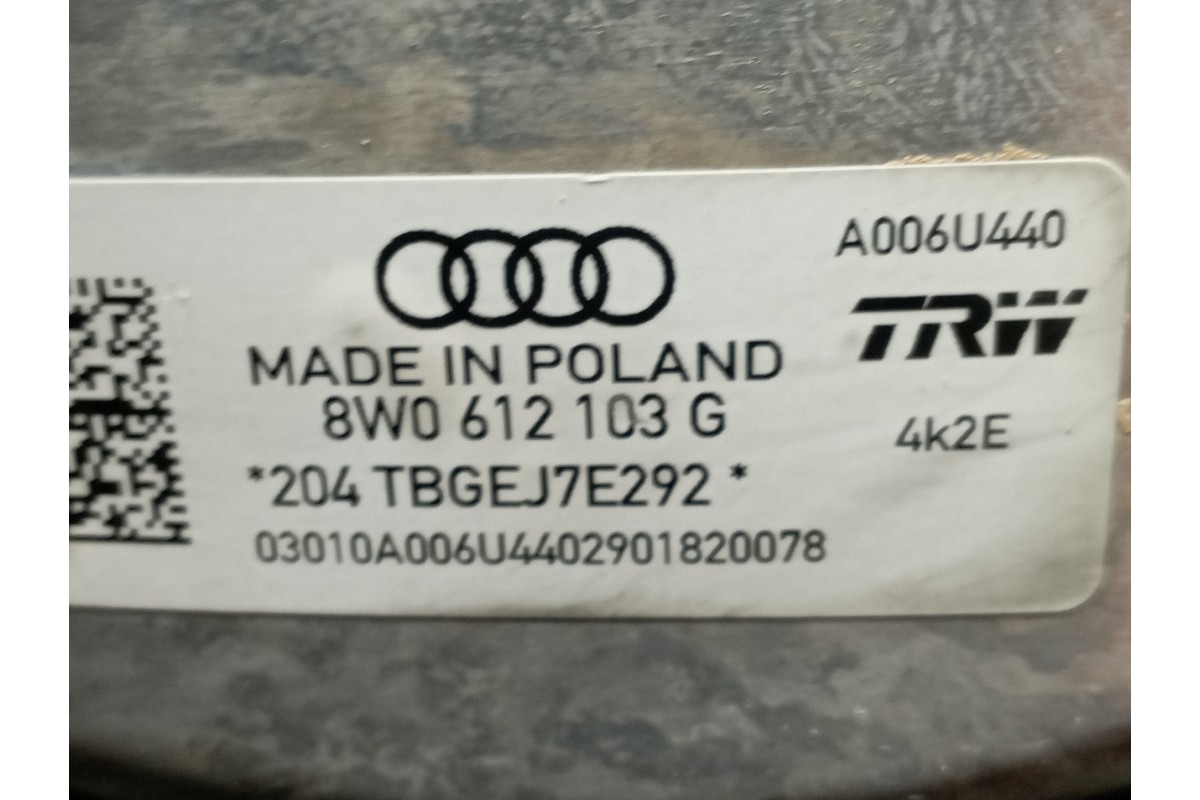 A006U440
TRW
MADE IN POLAND
8W0 612 103 G
4k2E
*204 TBGEJ7E292 *
03010A006U4402901820078